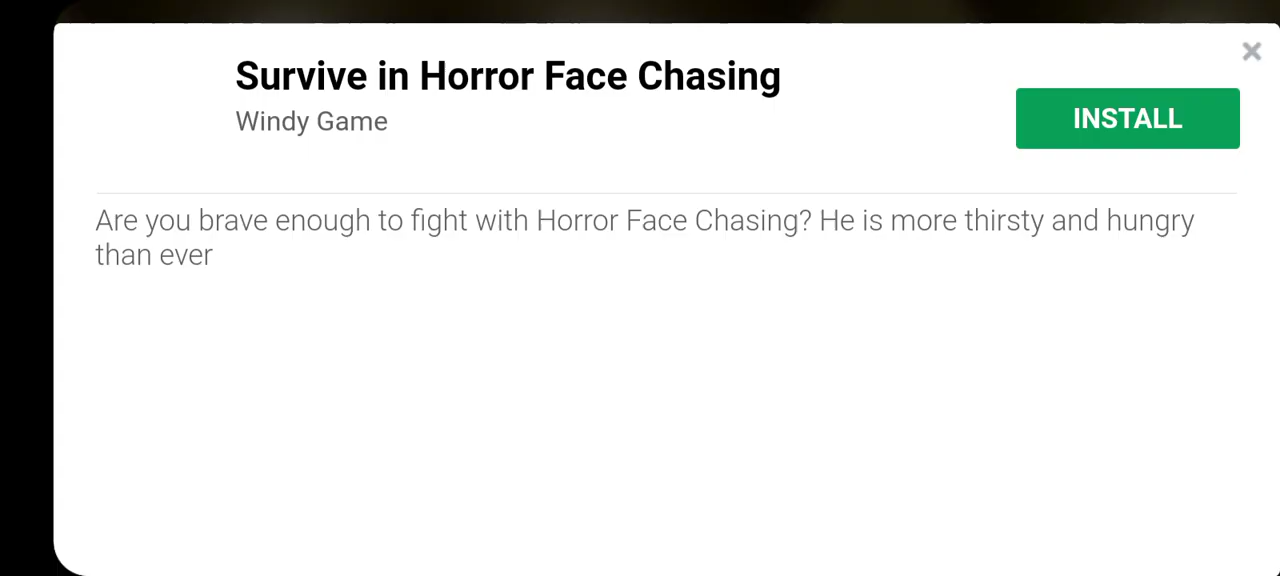 Survive in Horror Face Chasing
Windy Game
INSTALL
Are you brave enough to fight with Horror Face Chasing? He is more thirsty and hungry
than ever